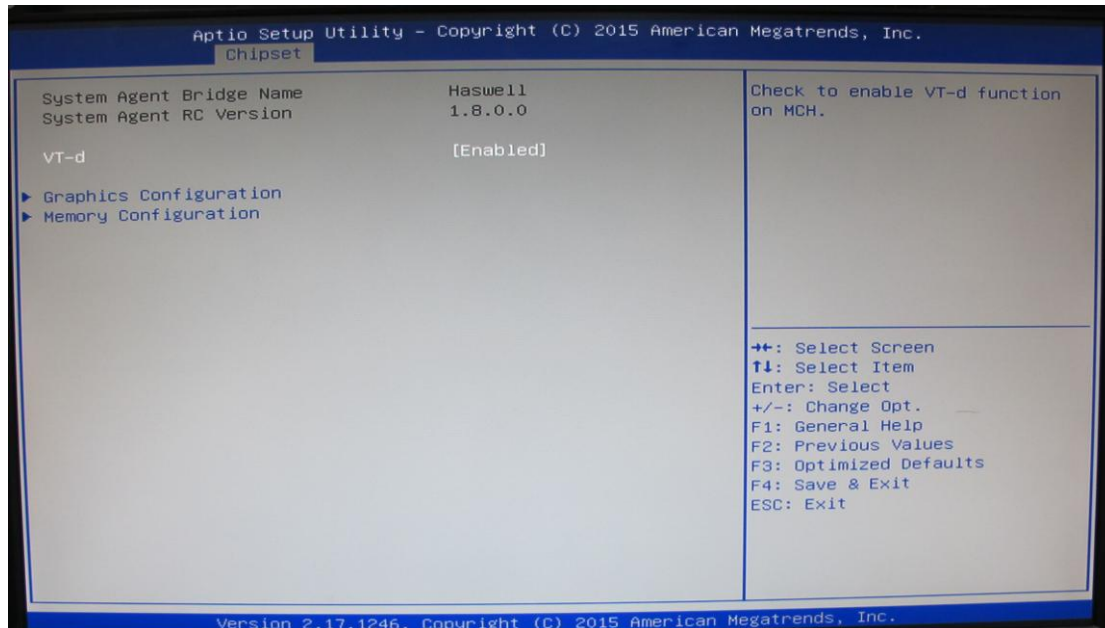 Aptio Setup Utility - Copyright (C) 2015 American Megatrends, Inc.
Chipset
System Agent Bridge Name Haswell
System Agent RC Version 1.8.0.0
VT-d [Enabled]
▶ Graphics Configuration
▶ Memory Configuration
Check to enable VT-d function
on MCH.
→←: Select Screen
↑↓: Select Item
Enter: Select
+/-: Change Opt.
F1: General Help
F2: Previous Values
F3: Optimized Defaults
F4: Save & Exit
ESC: Exit
Version 2.17.1246. Copyright (C) 2015 American Megatrends, Inc.